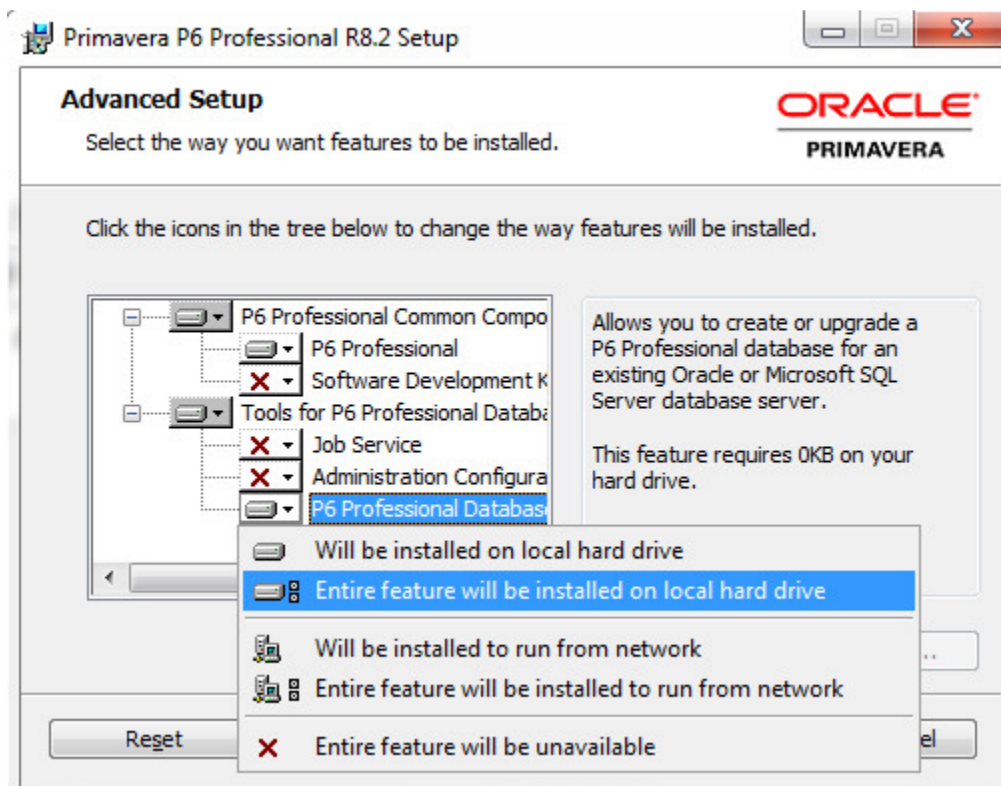 Primavera P6 Professional R8.2 Setup
Advanced Setup
Select the way you want features to be installed.
ORACLE
PRIMAVERA
Click the icons in the tree below to change the way features will be installed.
P6 Professional Common Compo
P6 Professional
Software Development K
Tools for P6 Professional Databa
Job Service
Administration Configura
P6 Professional Database
Allows you to create or upgrade a
P6 Professional database for an
existing Oracle or Microsoft SQL
Server database server.
This feature requires 0KB on your
hard drive.
Will be installed on local hard drive
Entire feature will be installed on local hard drive
Will be installed to run from network
Entire feature will be installed to run from network
Entire feature will be unavailable
..
Reset
el